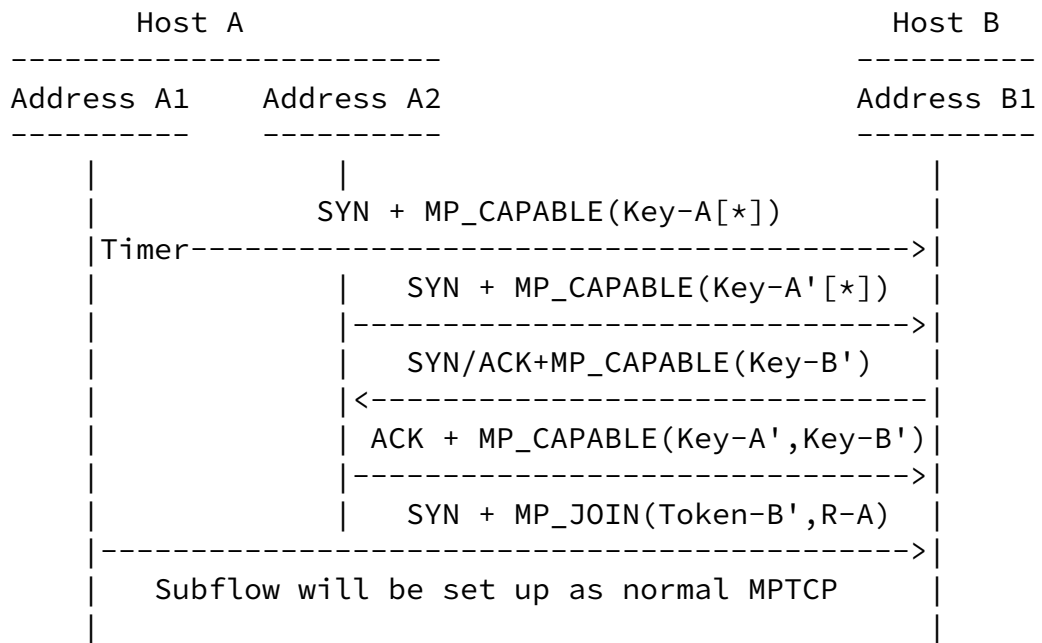 Host A Host B
Address A1 Address A2 Address B1
SYN + MP_CAPABLE(Key-A[*])
Timer
SYN + MP_CAPABLE(Key-A'[*])
SYN/ACK+MP_CAPABLE(Key-B')
ACK + MP_CAPABLE(Key-A',Key-B')
SYN + MP_JOIN(Token-B',R-A)
Subflow will be set up as normal MPTCP